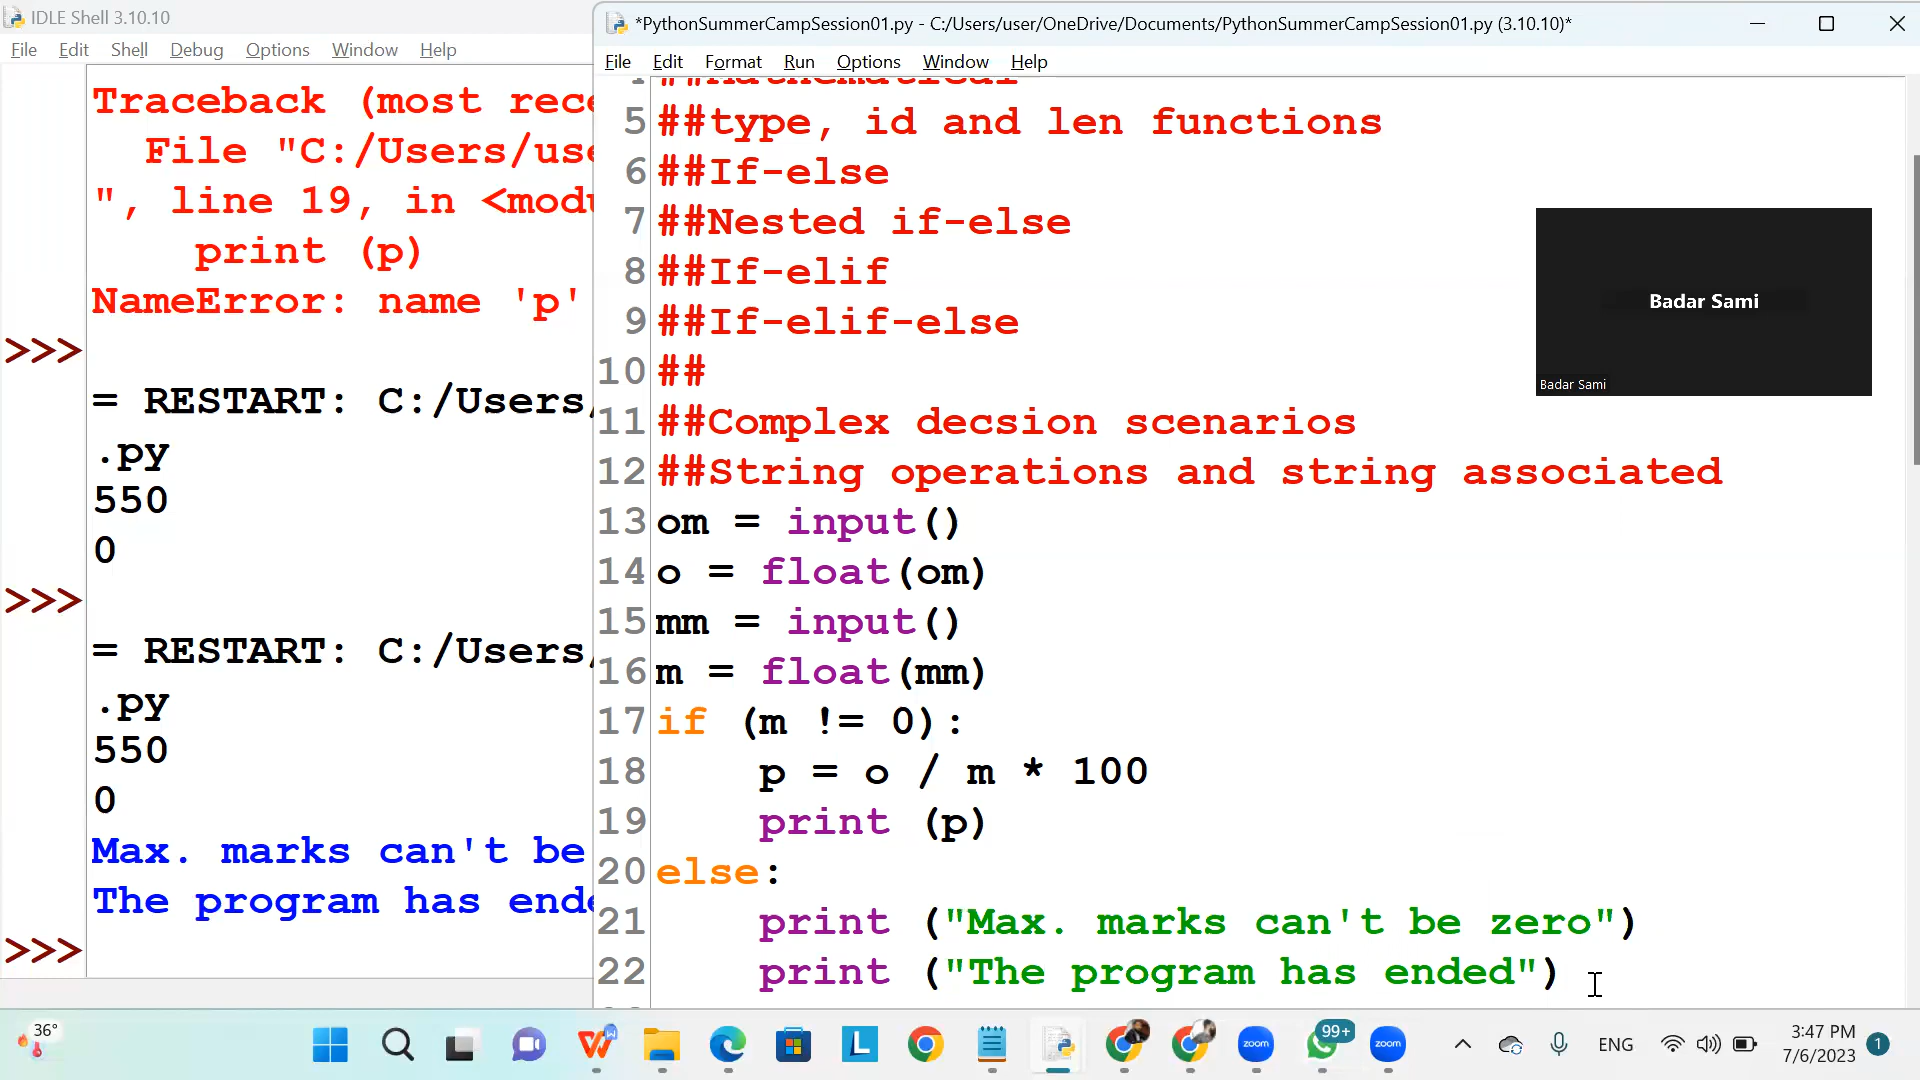 IDLE Shell 3.10.10
File Edit Shell Debug Options Window Help
Traceback (most rece
File "C:/Users/use
", line 19, in <modu
print (p)
NameError: name 'p'
>>>
= RESTART: C:/Users/
.py
550
0
>>>
= RESTART: C:/Users/
.py
550
0
Max. marks can't be
The program has ende
>>>
*PythonSummerCampSession01.py - C:/Users/user/OneDrive/Documents/PythonSummerCampSession01.py (3.10.10)*
File Edit Format Run Options Window Help
4 ##Mathematical
5 ##type, id and len functions
6 ##If-else
7 ##Nested if-else
8 ##If-elif
9 ##If-elif-else
10 ##
11 ##Complex decsion scenarios
12 ##String operations and string associated
13 om = input()
14 o = float(om)
15 mm = input()
16 m = float(mm)
17 if (m != 0):
18 p = o / m * 100
19 print (p)
20 else:
21 print ("Max. marks can't be zero")
22 print ("The program has ended")
Badar Sami
Badar Sami
36°
W
L
zoom
99+
zoom
ENG
3:47 PM
7/6/2023
1